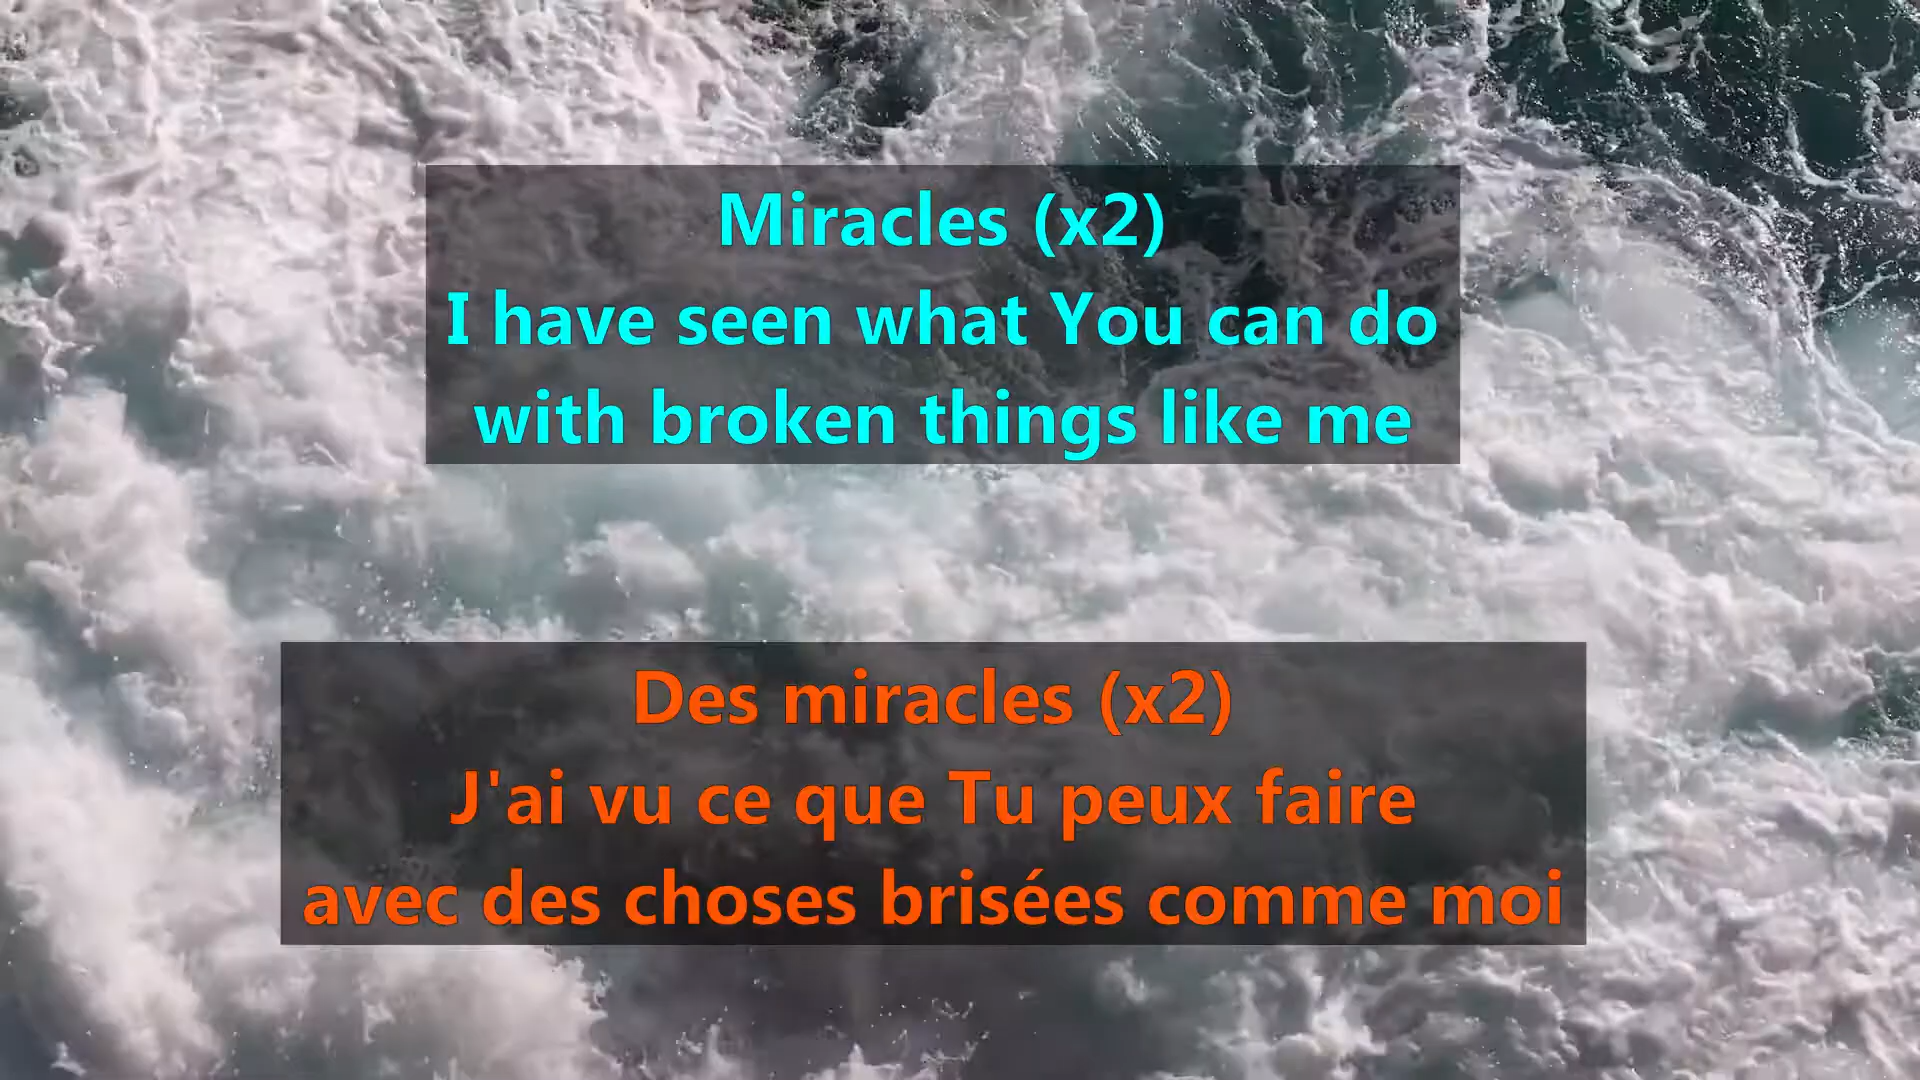 Miracles (x2)
I have seen what You can do
with broken things like me
Des miracles (x2)
J'ai vu ce que Tu peux faire
avec des choses brisées comme moi